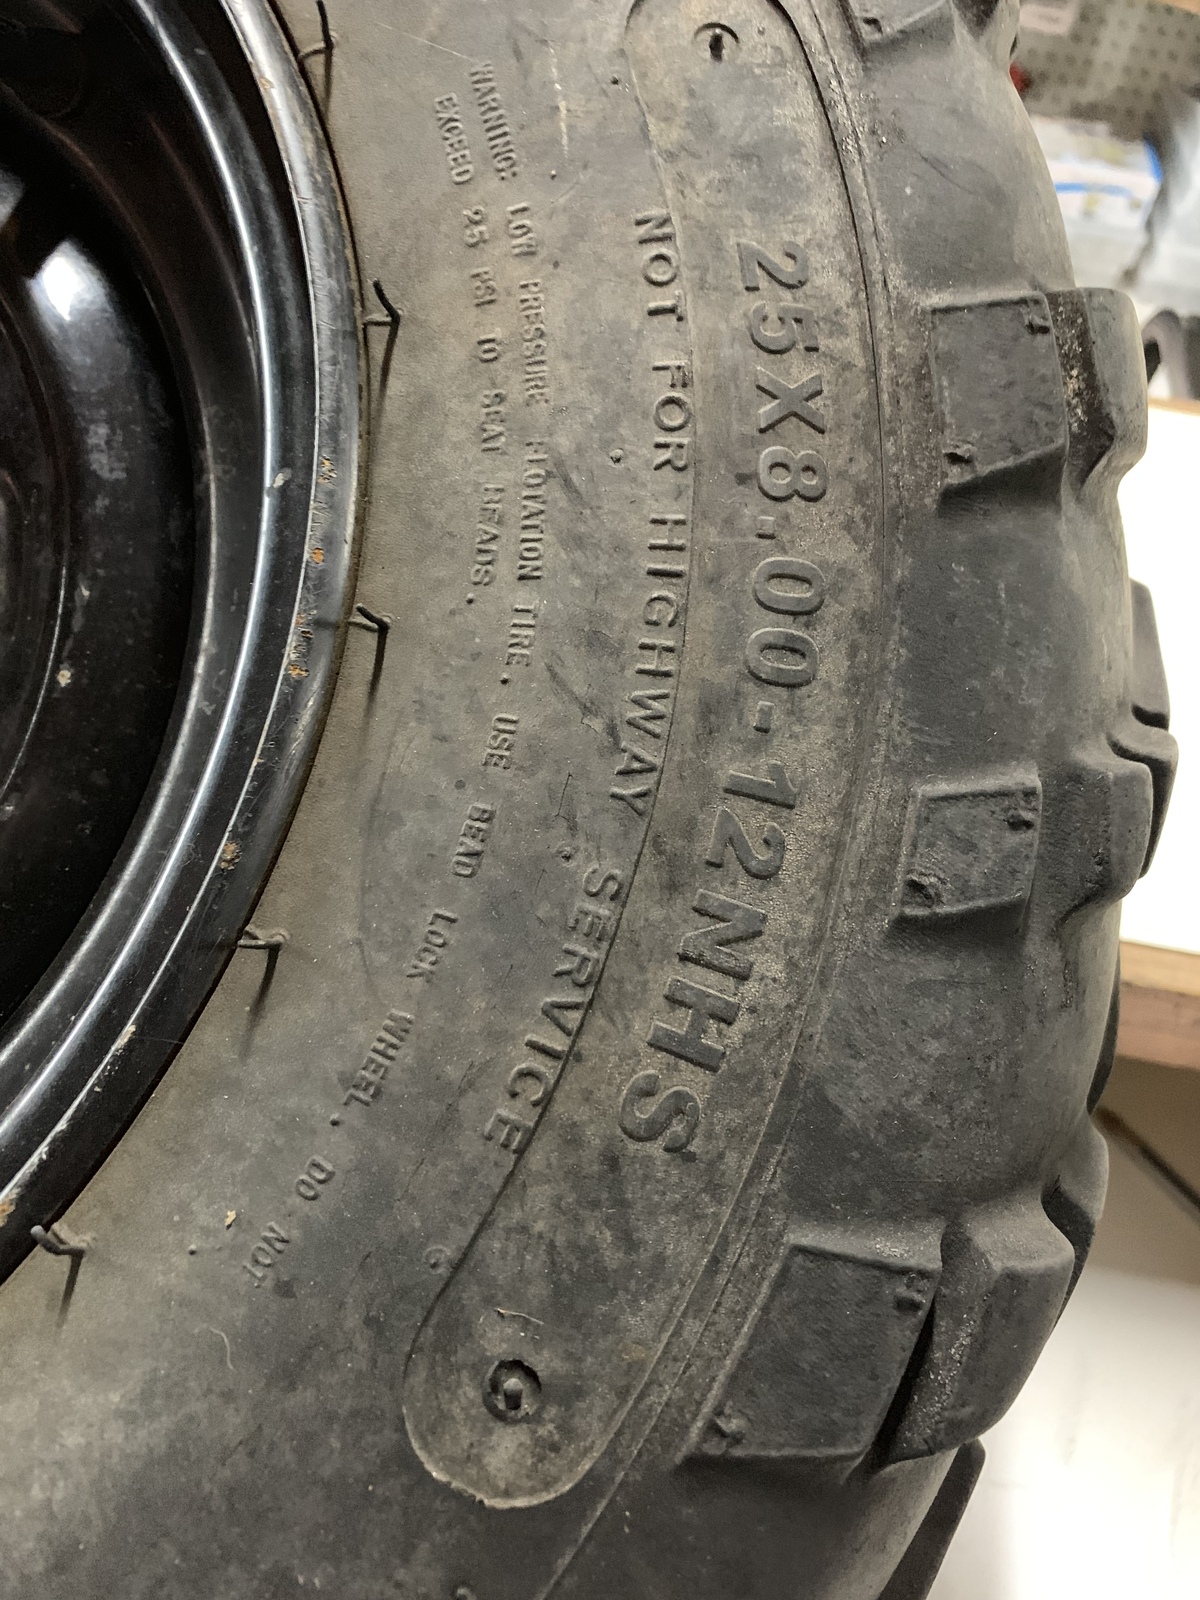 25X8.00-12NHS
NOT FOR HIGHWAY SERVICE
WARNING: LOW PRESSURE FLOTATION TIRE. USE BEAD LOCK WHEEL. DO NOT
EXCEED 25 PSI TO SEAT BEADS.